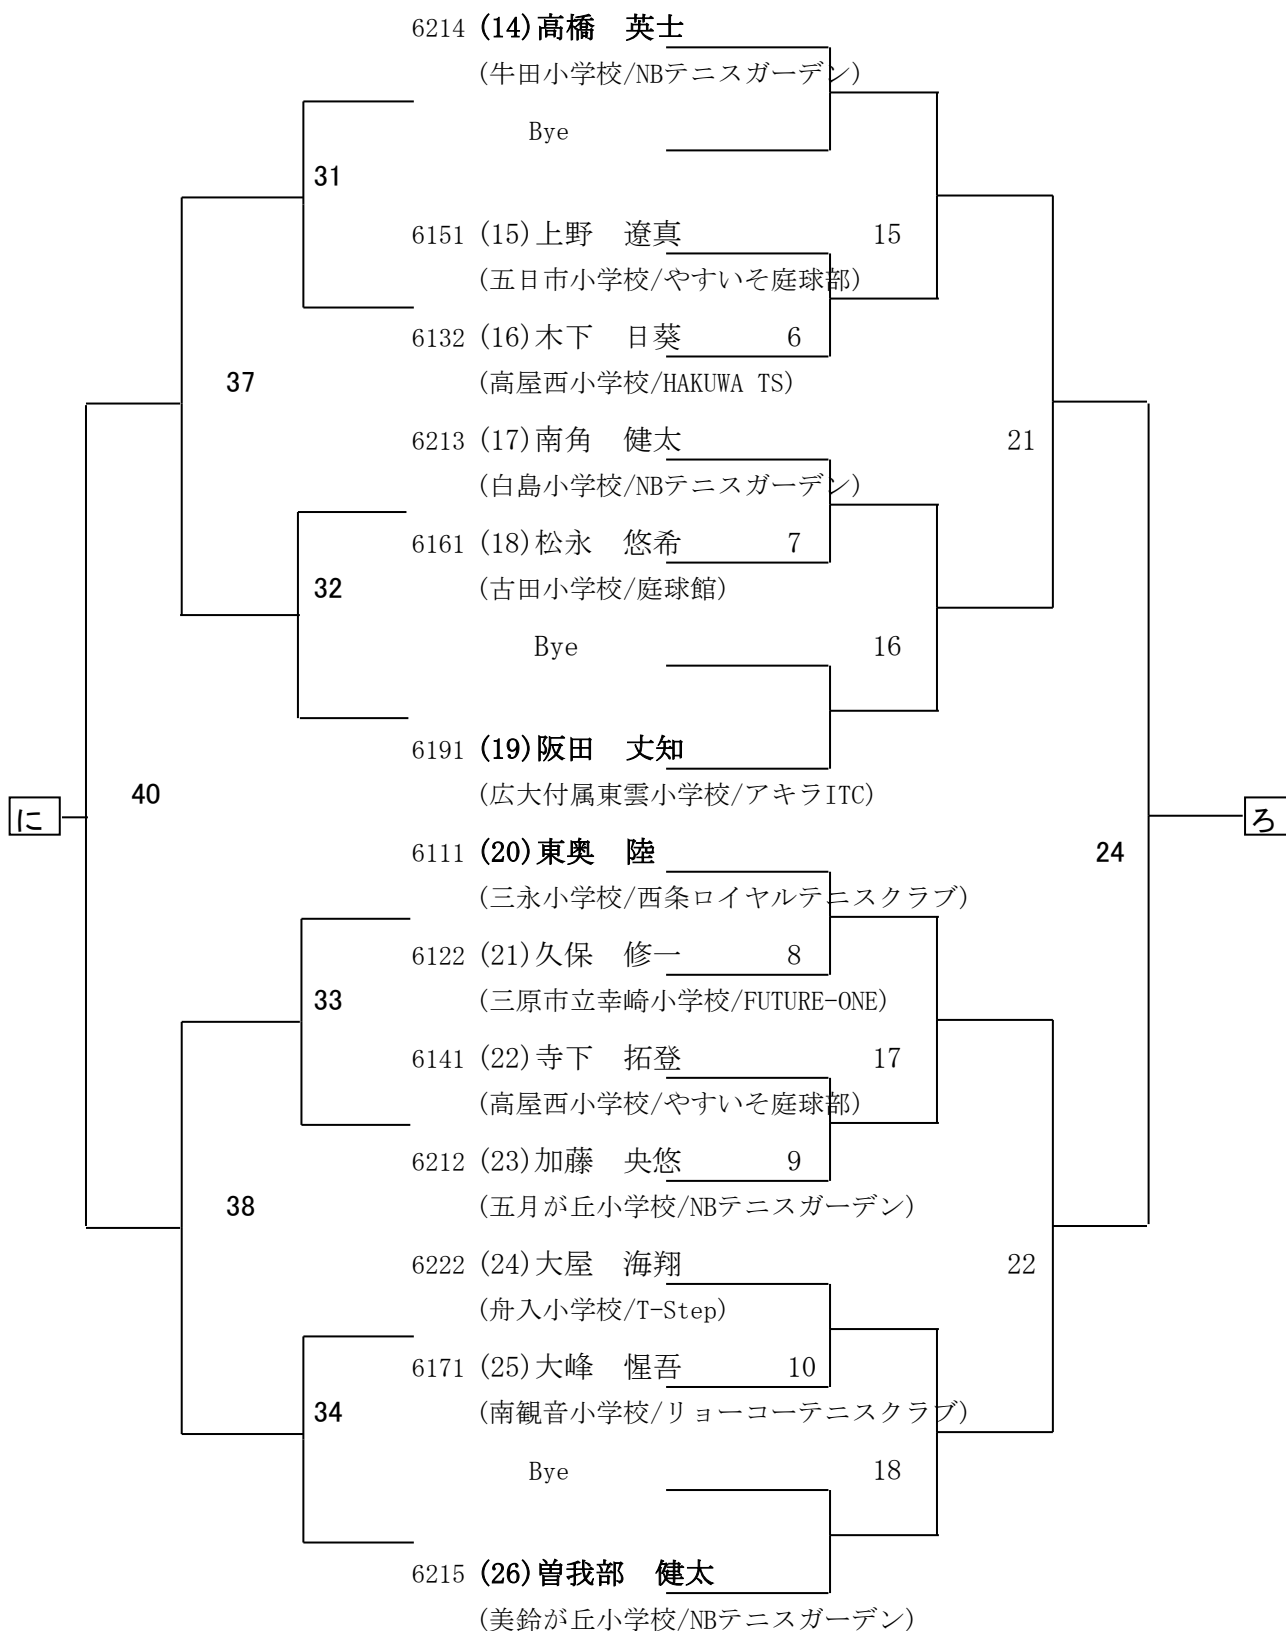 6214 (14)高橋　英士
(牛田小学校/NBテニスガーデン)
Bye
31
6151 (15)上野　遼真 15
(五日市小学校/やすいそ庭球部)
6132 (16)木下　日葵 6
37 (高屋西小学校/HAKUWA TS)
6213 (17)南角　健太 21
(白島小学校/NBテニスガーデン)
6161 (18)松永　悠希 7
32 (古田小学校/庭球館)
Bye 16
6191 (19)阪田　丈知
40 (広大付属東雲小学校/アキラITC)
に ろ
6111 (20)東奥　陸 24
(三永小学校/西条ロイヤルテニスクラブ)
6122 (21)久保　修一 8
33 (三原市立幸崎小学校/FUTURE-ONE)
6141 (22)寺下　拓登 17
(高屋西小学校/やすいそ庭球部)
6212 (23)加藤　央悠 9
38 (五月が丘小学校/NBテニスガーデン)
6222 (24)大屋　海翔 22
(舟入小学校/T-Step)
6171 (25)大峰　惺吾 10
34 (南観音小学校/リョーコーテニスクラブ)
Bye 18
6215 (26)曽我部　健太
(美鈴が丘小学校/NBテニスガーデン)